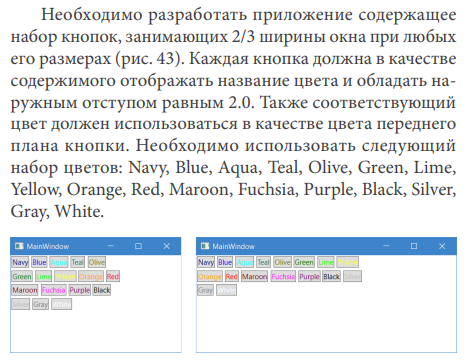 Необходимо разработать приложение содержащее
набор кнопок, занимающих 2/3 ширины окна при любых
его размерах (рис. 43). Каждая кнопка должна в качестве
содержимого отображать название цвета и обладать на-
ружным отступом равным 2.0. Также соответствующий
цвет должен использоваться в качестве цвета переднего
плана кнопки. Необходимо использовать следующий
набор цветов: Navy, Blue, Aqua, Teal, Olive, Green, Lime,
Yellow, Orange, Red, Maroon, Fuchsia, Purple, Black, Silver,
Gray, White.
MainWindow
Navy Blue Aqua Teal Olive
Green Lime Yellow Orange Red
Maroon Fuchsia Purple Black
Silver Gray White
MainWindow
Navy Blue Aqua Teal Olive Green Lime Yellow
Orange Red Maroon Fuchsia Purple Black Silver
Gray White